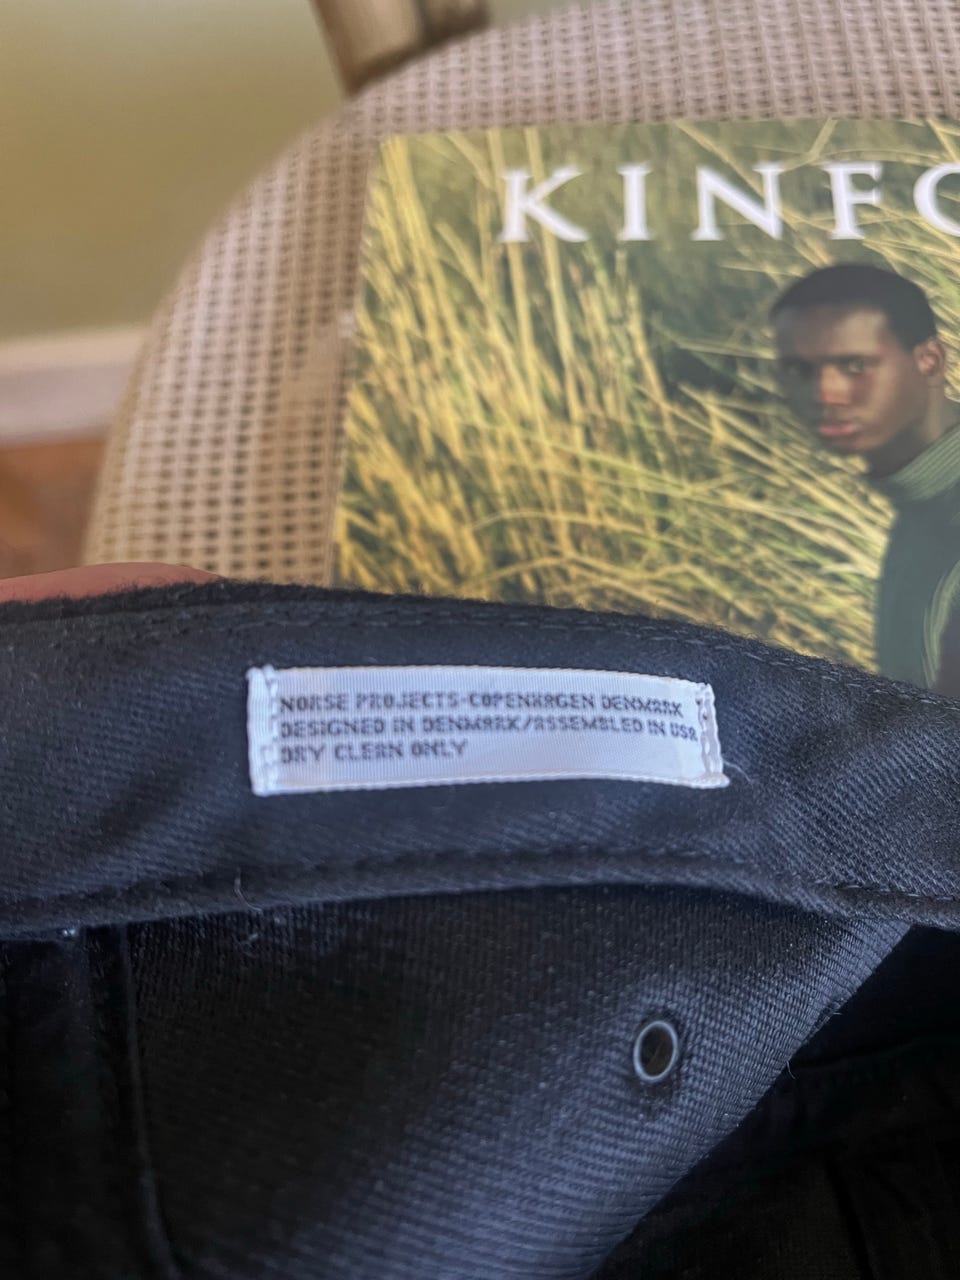 KINFO
NORSE PROJECTS-COPENHAGEN DENMARK
DESIGNED IN DENMARK/ASSEMBLED IN USA
DRY CLEAN ONLY